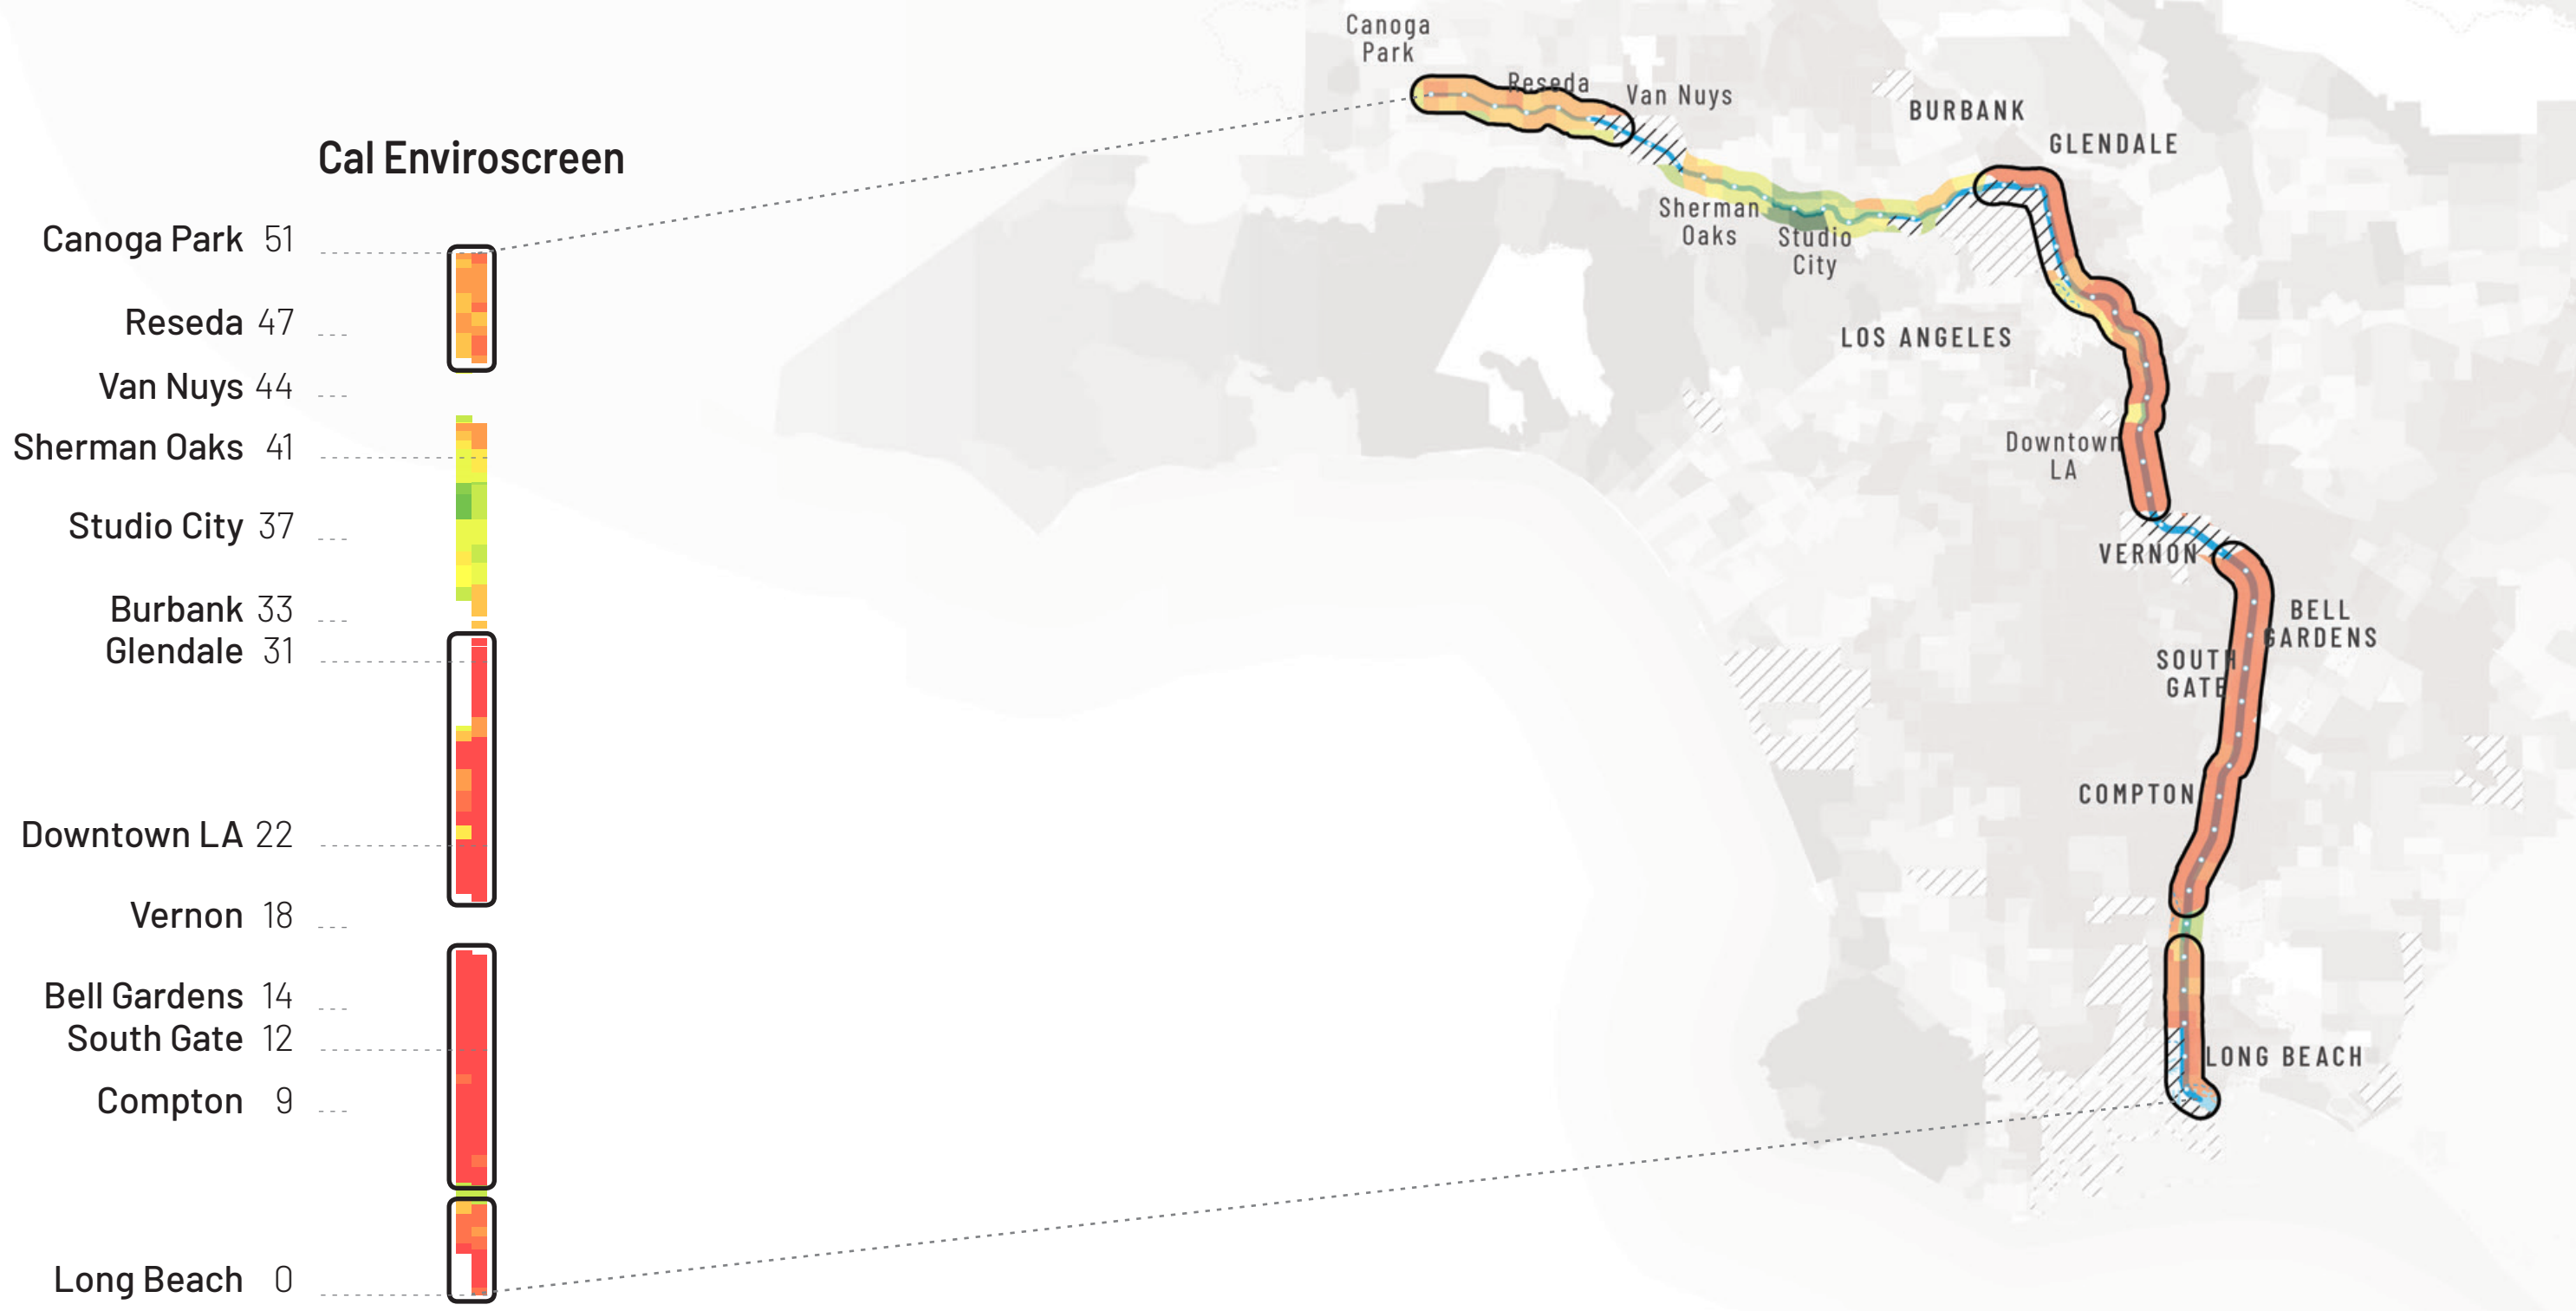 Cal Enviroscreen
Canoga Park 51
Reseda 47
Van Nuys 44
Sherman Oaks 41
Studio City 37
Burbank 33
Glendale 31
Downtown LA 22
Vernon 18
Bell Gardens 14
South Gate 12
Compton 9
Long Beach 0
Canoga
Park
Reseda
Van Nuys
BURBANK
GLENDALE
Sherman
Oaks
Studio
City
LOS ANGELES
Downtown
LA
VERNON
BELL
GARDENS
SOUTH
GATE
COMPTON
LONG BEACH